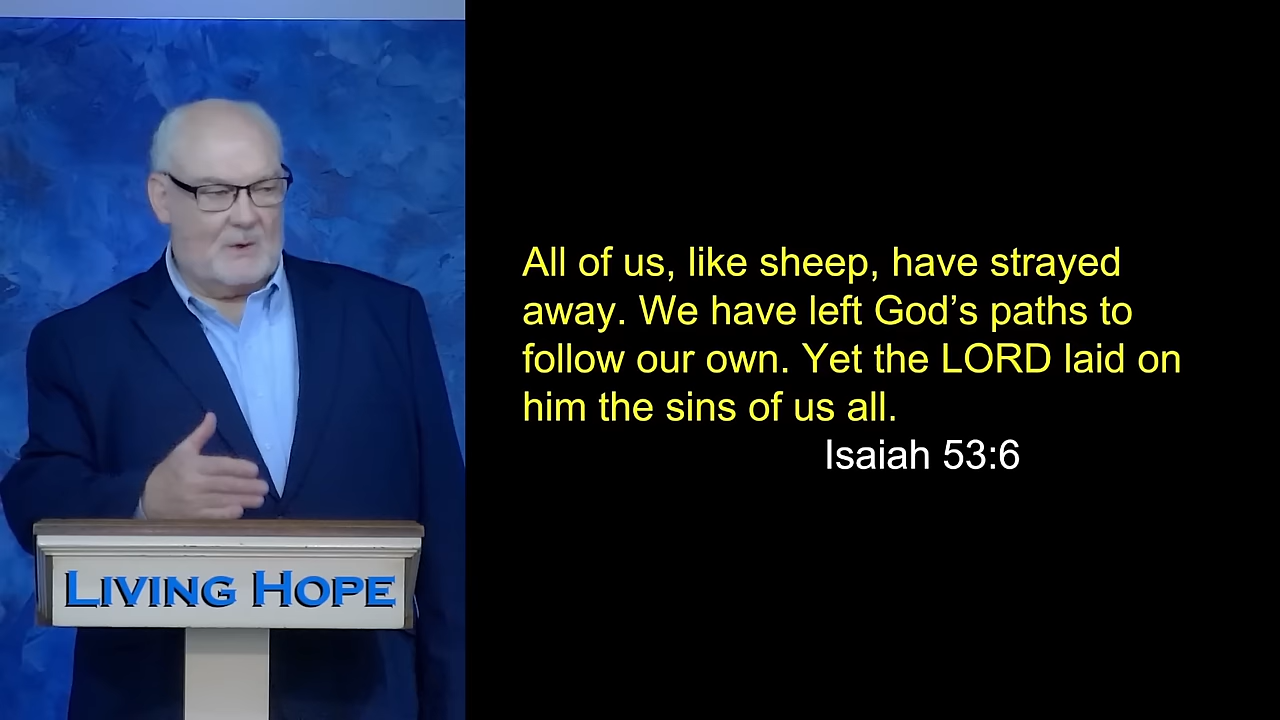 All of us, like sheep, have strayed
away. We have left God’s paths to
follow our own. Yet the LORD laid on
him the sins of us all.
Isaiah 53:6
LIVING HOPE